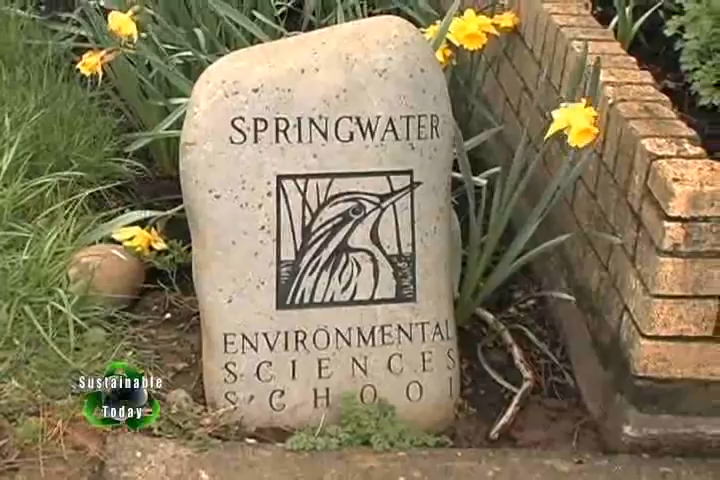 SPRINGWATER
ENVIRONMENTAL
SCIENCES
SCHOOL
Sustainable
Today